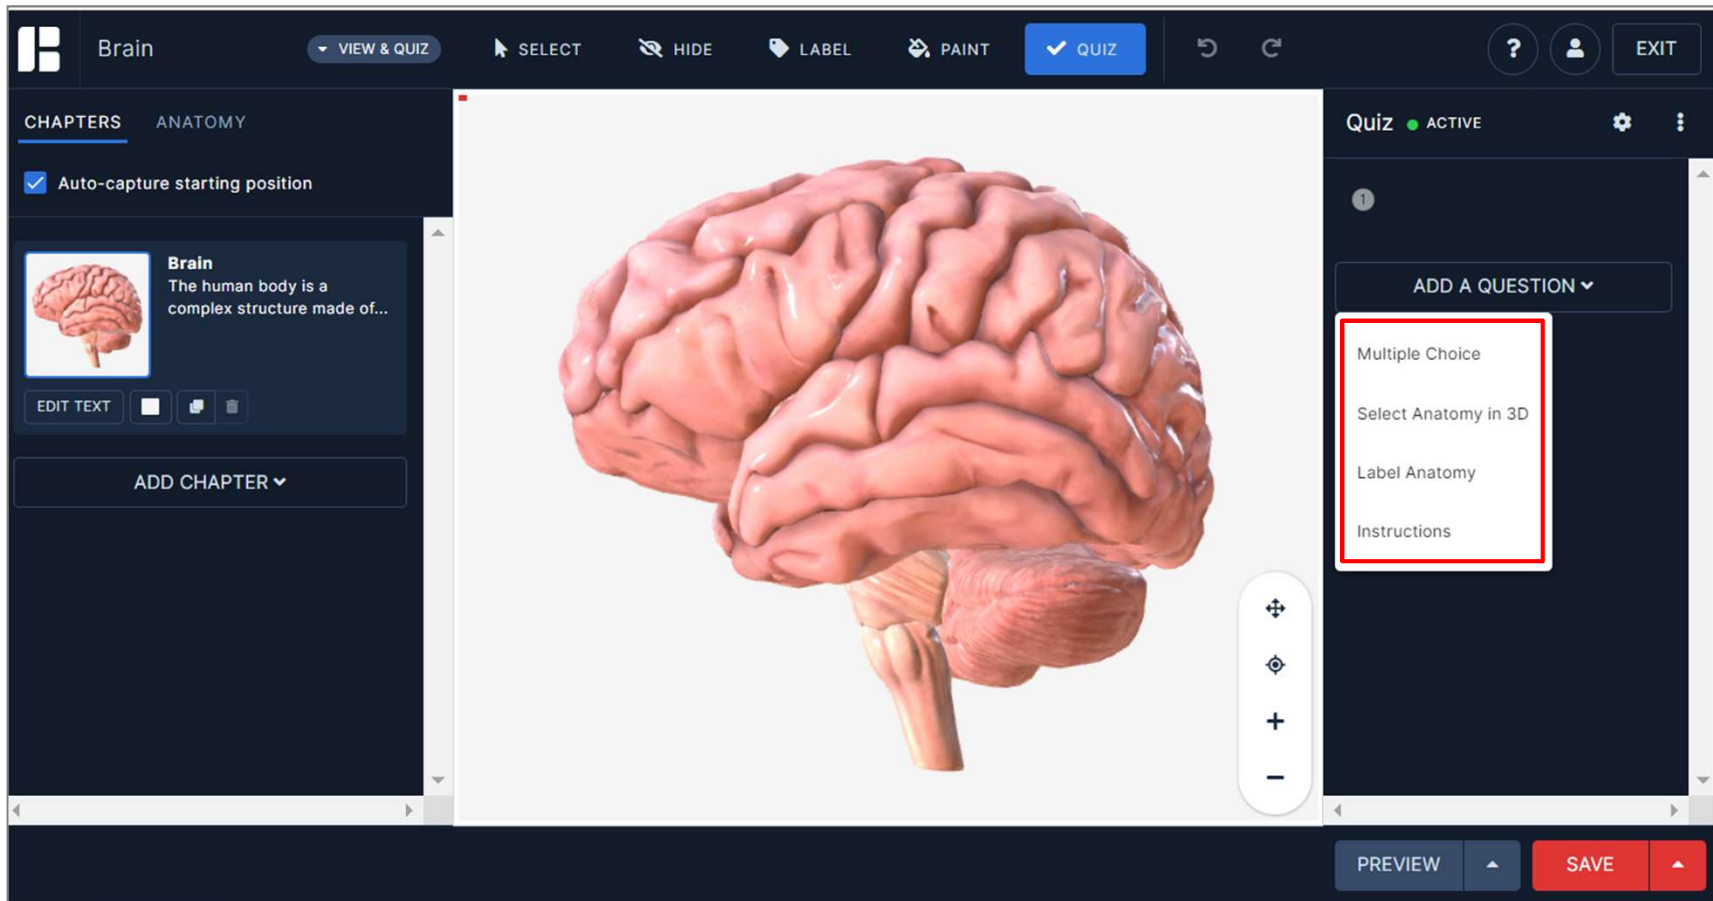 Brain
VIEW & QUIZ
SELECT
HIDE
LABEL
PAINT
QUIZ
?
EXIT
CHAPTERS
ANATOMY
Auto-capture starting position
Brain
The human body is a
complex structure made of...
EDIT TEXT
ADD CHAPTER
Quiz
ACTIVE
1
ADD A QUESTION
Multiple Choice
Select Anatomy in 3D
Label Anatomy
Instructions
PREVIEW
SAVE